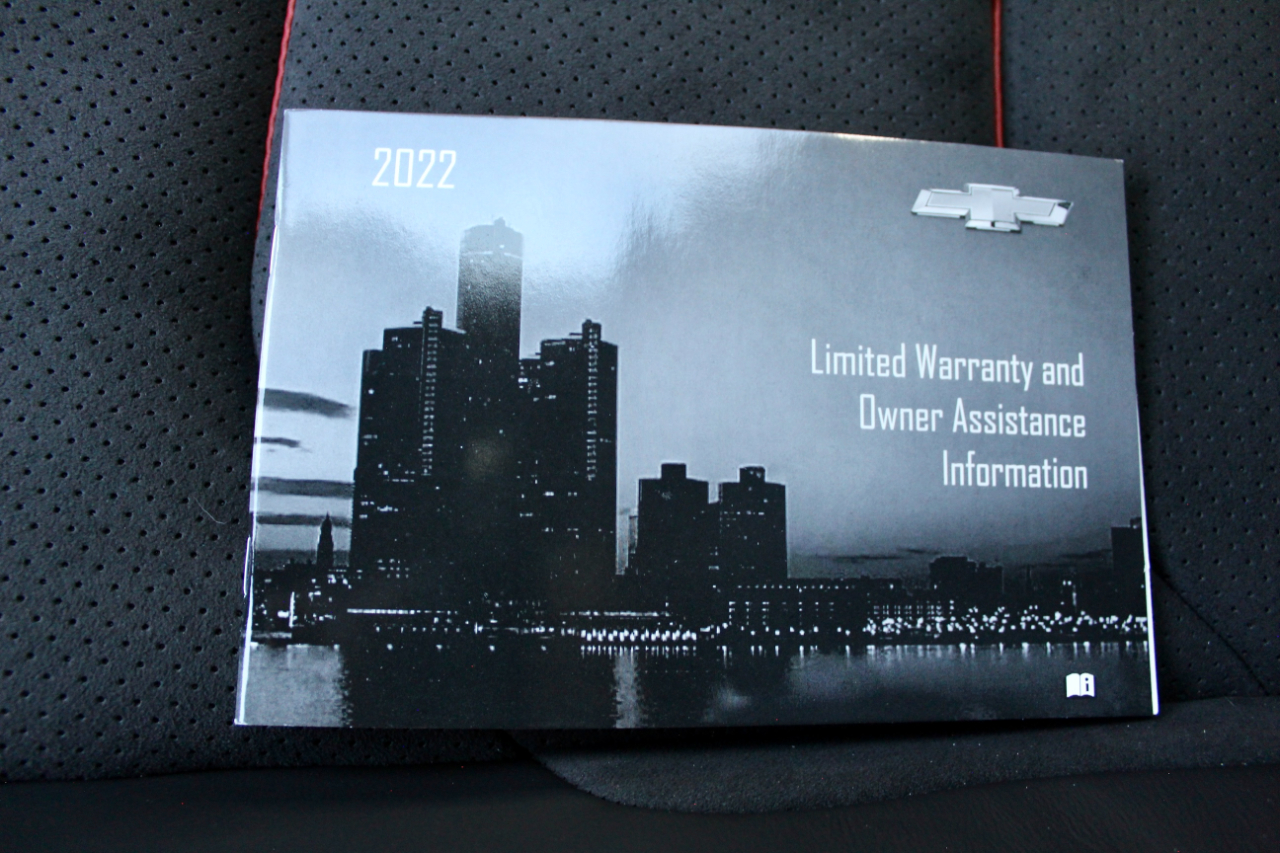 2022
Limited Warranty and
Owner Assistance
Information